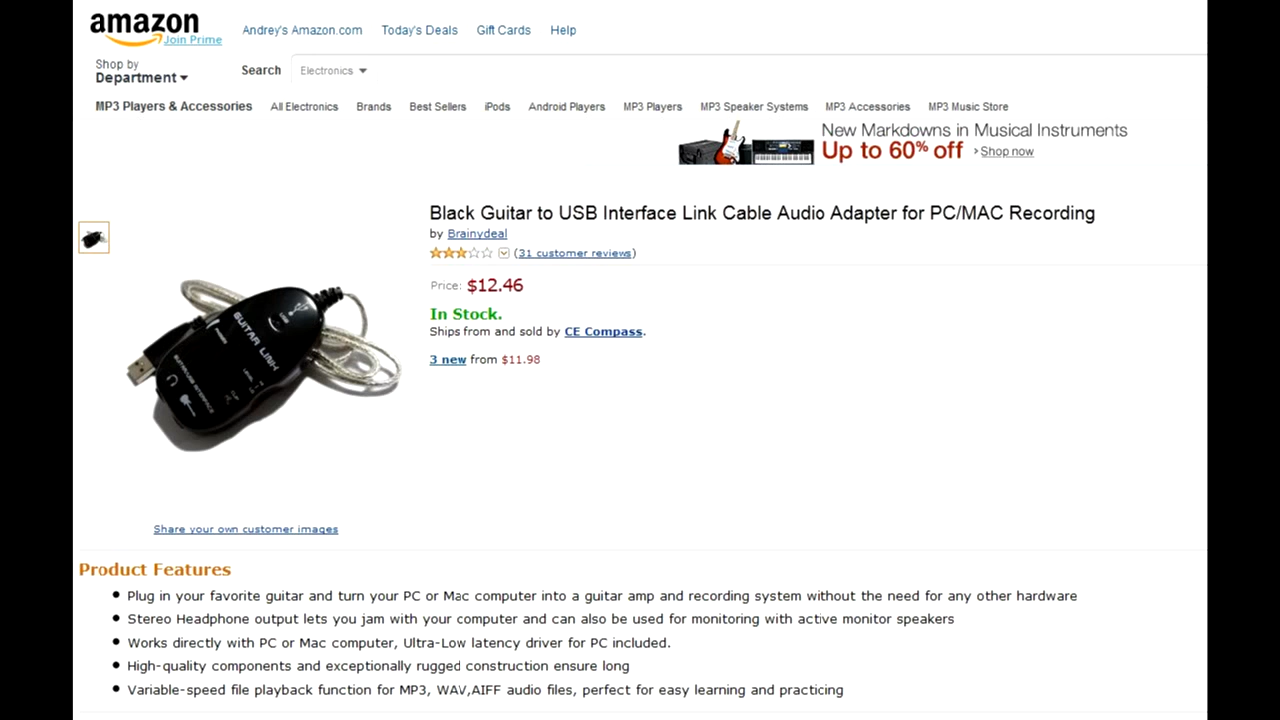 amazon
Join Prime
Andrey's Amazon.com Today's Deals Gift Cards Help
Shop by
Department
Search Electronics
MP3 Players & Accessories All Electronics Brands Best Sellers iPods Android Players MP3 Players MP3 Speaker Systems MP3 Accessories MP3 Music Store
New Markdowns in Musical Instruments
Up to 60% off › Shop now
Black Guitar to USB Interface Link Cable Audio Adapter for PC/MAC Recording
by Brainydeal
(31 customer reviews)
Price: $12.46
In Stock.
Ships from and sold by CE Compass.
3 new from $11.98
USB
GUITAR LINK
POWER
GUITAR/USB INTERFACE
LEVEL
Share your own customer images
Product Features
• Plug in your favorite guitar and turn your PC or Mac computer into a guitar amp and recording system without the need for any other hardware
• Stereo Headphone output lets you jam with your computer and can also be used for monitoring with active monitor speakers
• Works directly with PC or Mac computer, Ultra-Low latency driver for PC included.
• High-quality components and exceptionally rugged construction ensure long
• Variable-speed file playback function for MP3, WAV,AIFF audio files, perfect for easy learning and practicing